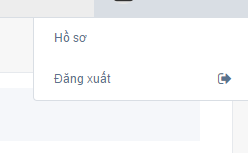 Hồ sơ
Đăng xuất